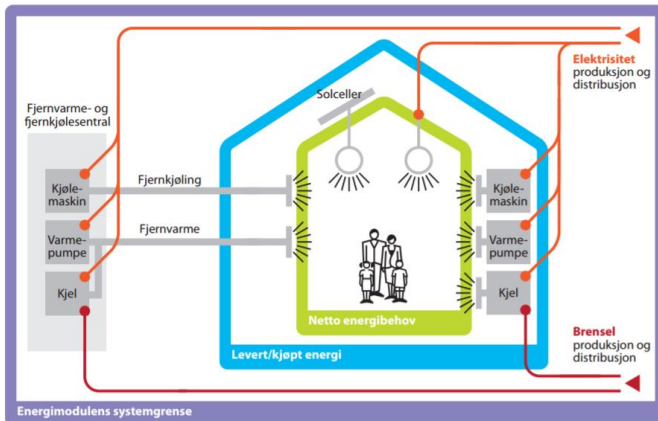 Elektrisitet
produksjon og
distribusjon
Solceller
Fjernvarme- og
fjernkjølesentral
Kjøle-
maskin
Fjernkjøling
Kjøle-
maskin
Varme-
pumpe
Fjernvarme
Varme-
pumpe
Kjel
Kjel
Netto energibehov
Brensel
produksjon og
distribusjon
Levert/kjøpt energi
Energimodulens systemgrense